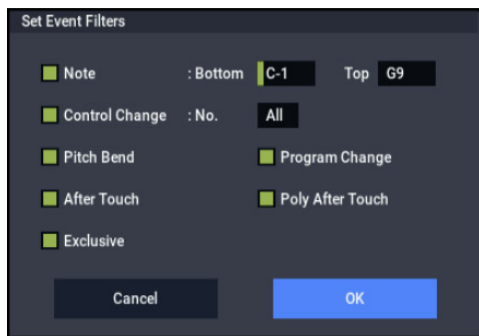 Set Event Filters
Note : Bottom C-1 Top G9
Control Change : No. All
Pitch Bend Program Change
After Touch Poly After Touch
Exclusive
Cancel OK